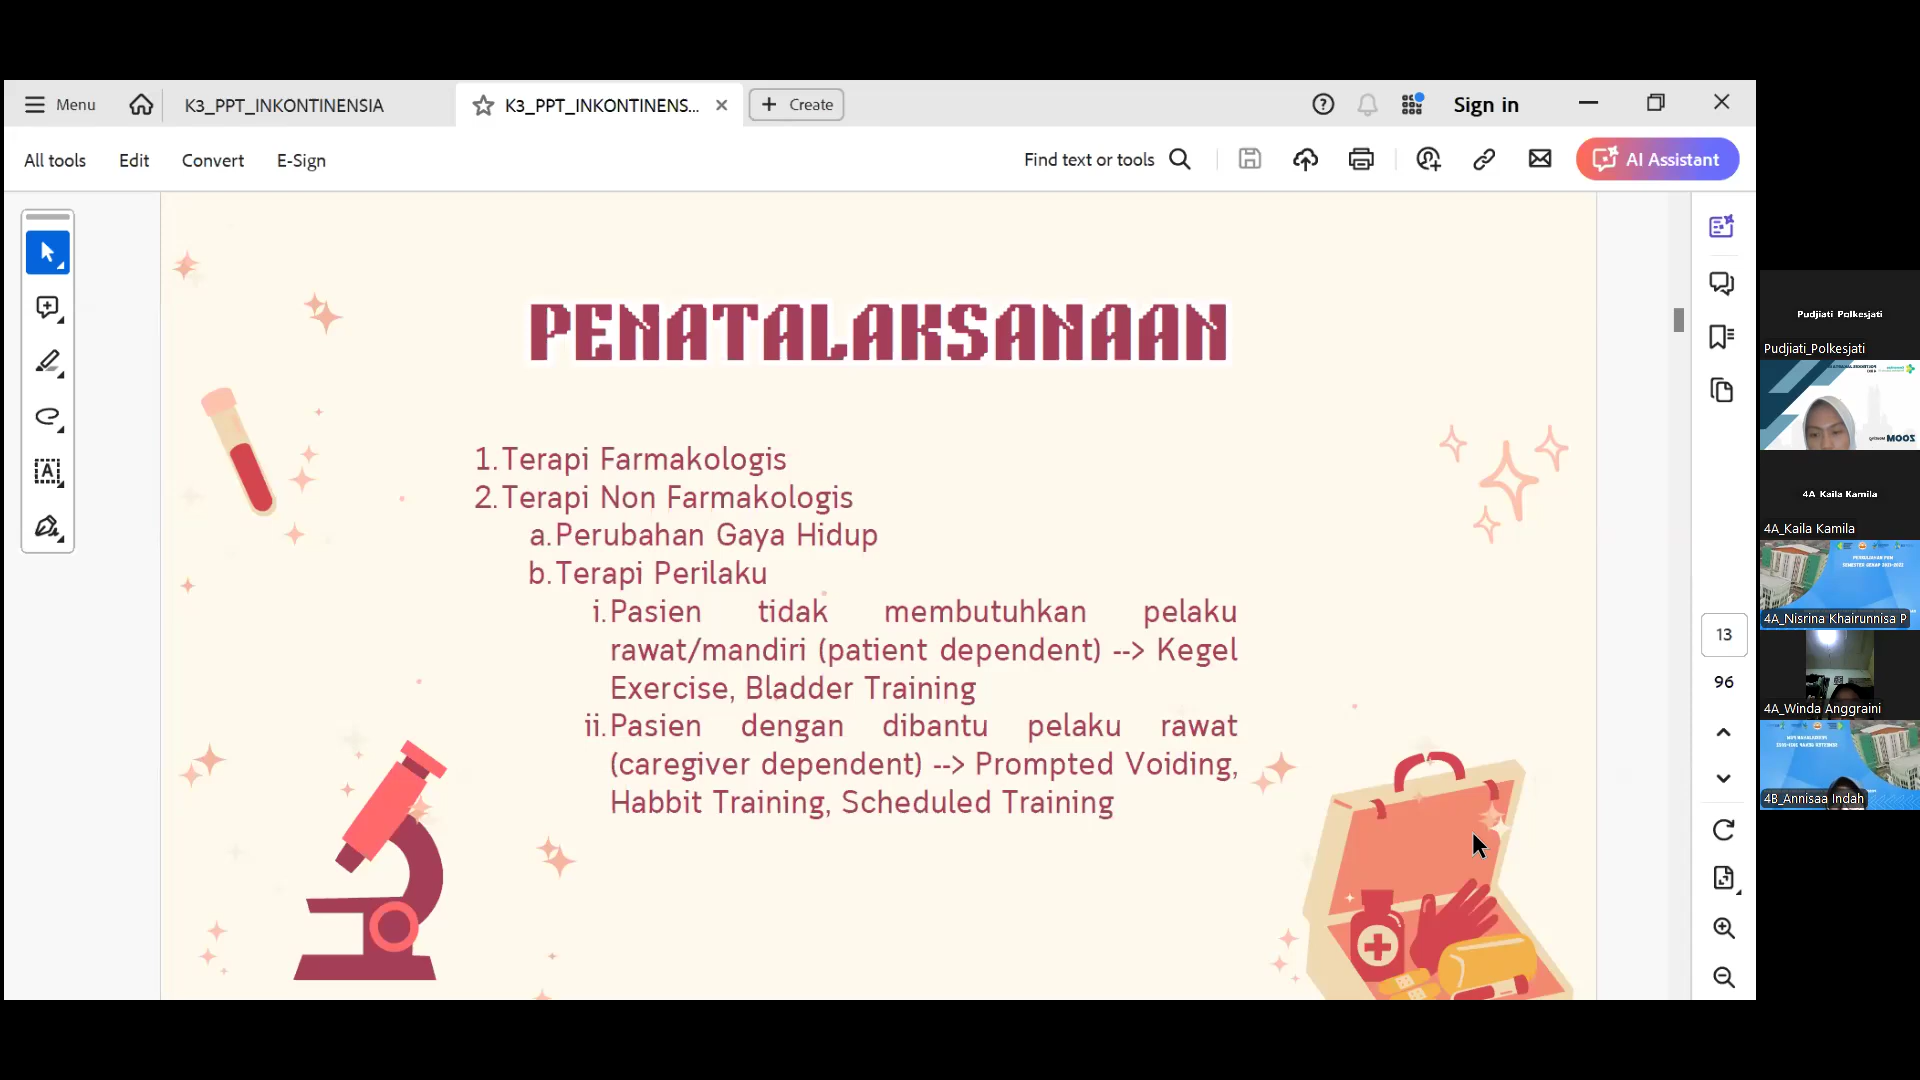 Menu
K3_PPT_INKONTINENSIA
K3_PPT_INKONTINENS...
Create
Sign in
All tools
Edit
Convert
E-Sign
Find text or tools
AI Assistant
PENATALAKSANAAN
1.Terapi Farmakologis
2.Terapi Non Farmakologis
a.Perubahan Gaya Hidup
b.Terapi Perilaku
i.Pasien tidak membutuhkan pelaku
rawat/mandiri (patient dependent) --> Kegel
Exercise, Bladder Training
ii.Pasien dengan dibantu pelaku rawat
(caregiver dependent) --> Prompted Voiding,
Habbit Training, Scheduled Training
13
96
Pudjiati Polkesjati
Pudjiati_Polkesjati
ZOOM
4A Kaila Kamila
4A_Kaila Kamila
4A_Nisrina Khairunnisa P
4A_Winda Anggraini
4B_Annisaa Indah